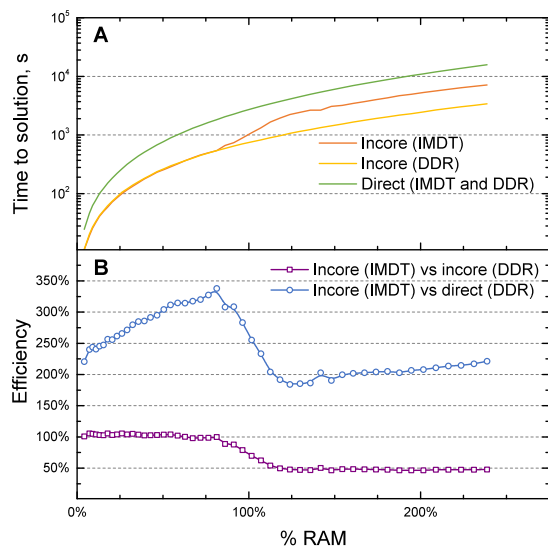 A
Time to solution, s
10^5
10^4
10^3
10^2
Incore (IMDT)
Incore (DDR)
Direct (IMDT and DDR)
B
Efficiency
350%
300%
250%
200%
150%
100%
50%
Incore (IMDT) vs incore (DDR)
Incore (IMDT) vs direct (DDR)
0%
100%
200%
% RAM